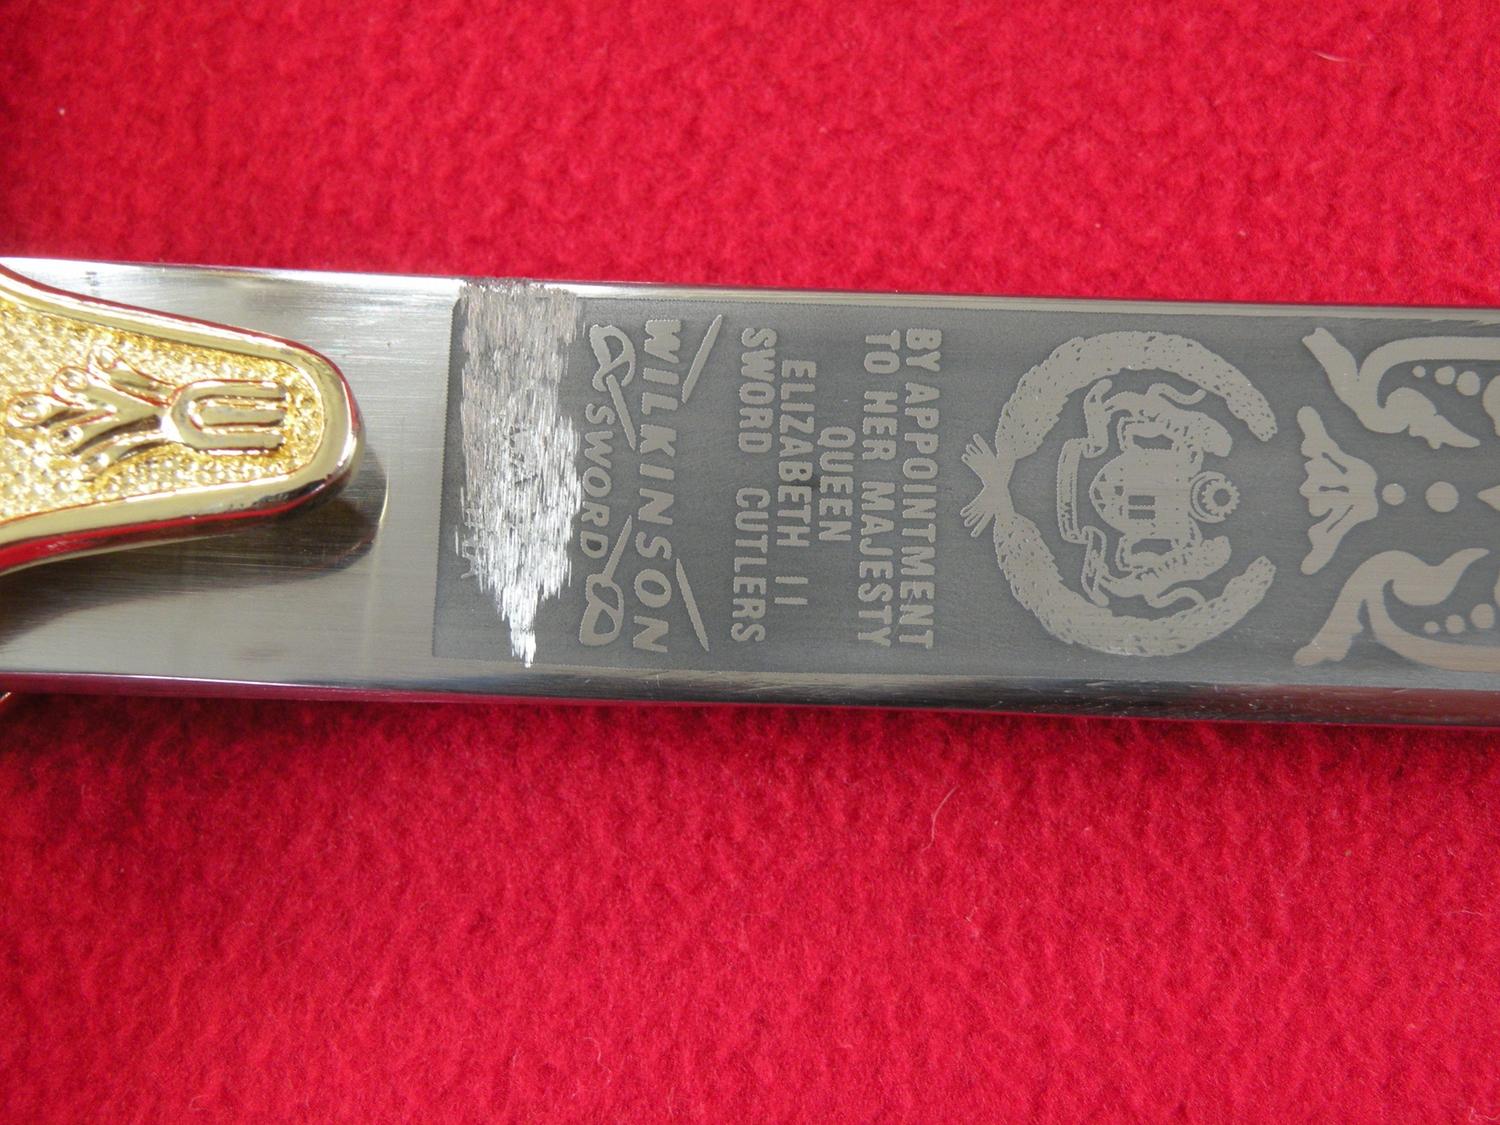 BY APPOINTMENT
TO HER MAJESTY
QUEEN
ELIZABETH II
SWORD CUTLERS
WILKINSON
SWORD